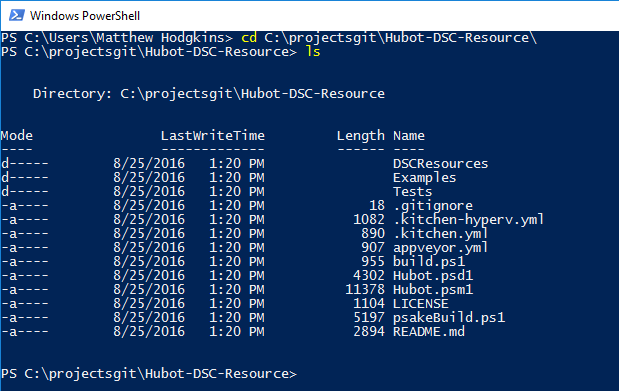 Windows PowerShell
PS C:\Users\Matthew Hodgkins> cd C:\projectsgit\Hubot-DSC-Resource\
PS C:\projectsgit\Hubot-DSC-Resource> ls
    Directory: C:\projectsgit\Hubot-DSC-Resource
Mode                LastWriteTime         Length Name
----                -------------         ------ ----
d-----        8/25/2016   1:20 PM                DSCResources
d-----        8/25/2016   1:20 PM                Examples
d-----        8/25/2016   1:20 PM                Tests
-a----        8/25/2016   1:20 PM             18 .gitignore
-a----        8/25/2016   1:20 PM           1082 .kitchen-hyperv.yml
-a----        8/25/2016   1:20 PM            890 .kitchen.yml
-a----        8/25/2016   1:20 PM            907 appveyor.yml
-a----        8/25/2016   1:20 PM            955 build.ps1
-a----        8/25/2016   1:20 PM           4302 Hubot.psd1
-a----        8/25/2016   1:20 PM          11378 Hubot.psm1
-a----        8/25/2016   1:20 PM           1104 LICENSE
-a----        8/25/2016   1:20 PM           5197 psakeBuild.ps1
-a----        8/25/2016   1:20 PM           2894 README.md
PS C:\projectsgit\Hubot-DSC-Resource>